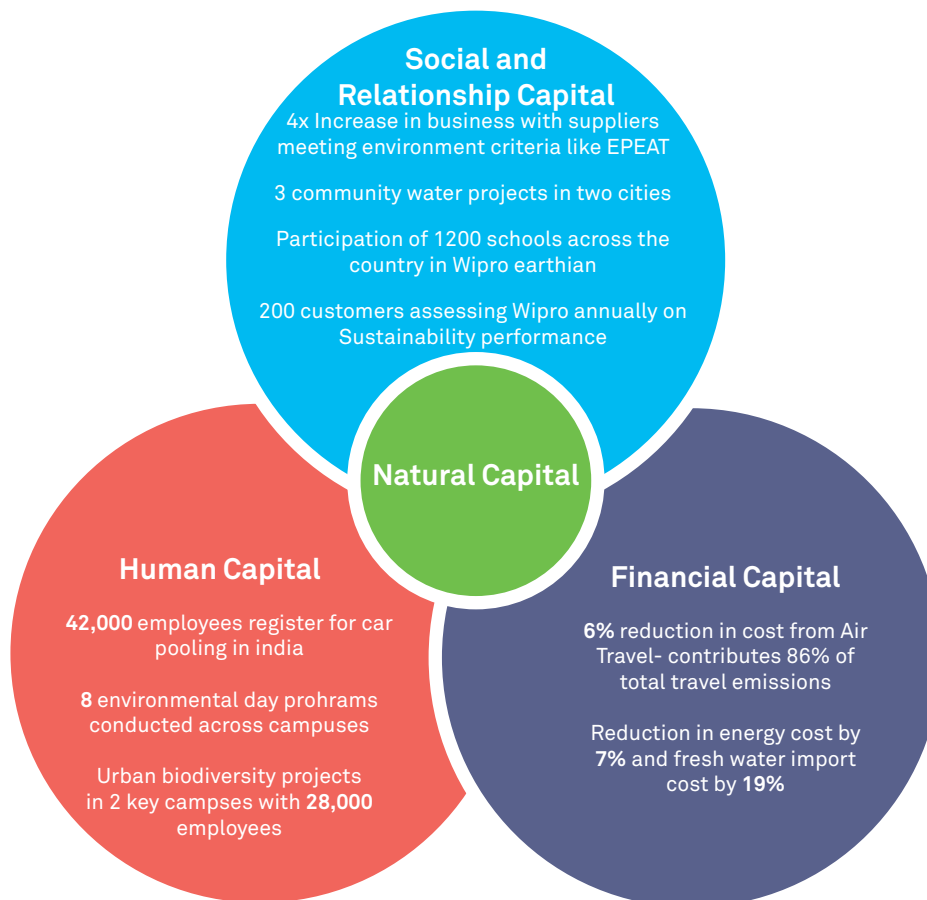 Social and
Relationship Capital
4x Increase in business with suppliers
meeting environment criteria like EPEAT
3 community water projects in two cities
Participation of 1200 schools across the
country in Wipro earthian
200 customers assessing Wipro annually on
Sustainability performance
Natural Capital
Human Capital
42,000 employees register for car
pooling in india
8 environmental day prohrams
conducted across campuses
Urban biodiversity projects
in 2 key campses with 28,000
employees
Financial Capital
6% reduction in cost from Air
Travel- contributes 86% of
total travel emissions
Reduction in energy cost by
7% and fresh water import
cost by 19%